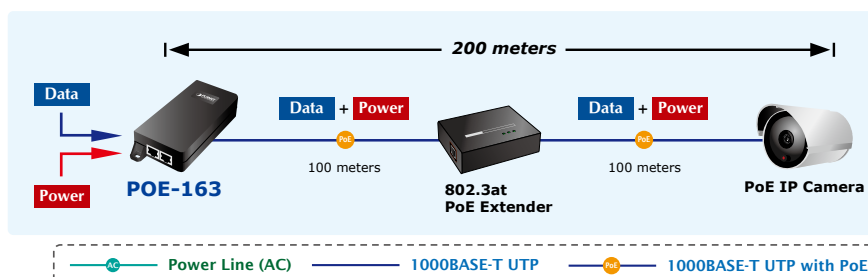 200 meters
Data
Data + Power
Data + Power
PoE
PoE
100 meters
100 meters
Power
POE-163
802.3at
PoE Extender
PoE IP Camera
AC
Power Line (AC)
1000BASE-T UTP
PoE
1000BASE-T UTP with PoE